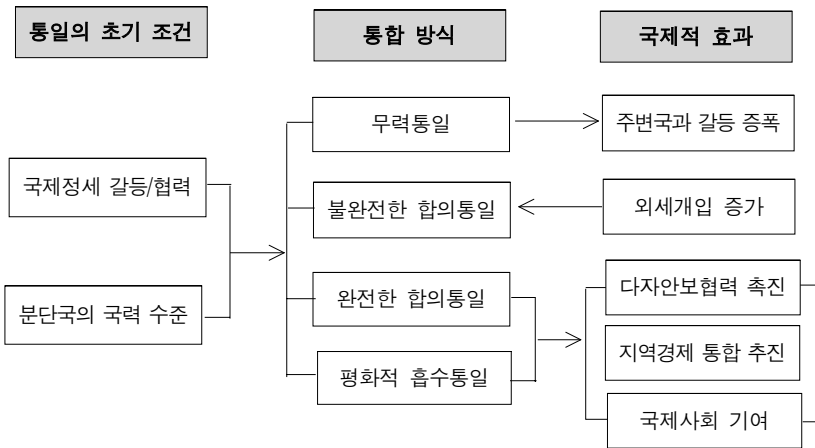 통일의 초기 조건
통합 방식
국제적 효과
무력통일
주변국과 갈등 증폭
국제정세 갈등/협력
불완전한 합의통일
외세개입 증가
분단국의 국력 수준
완전한 합의통일
다자안보협력 촉진
지역경제 통합 추진
평화적 흡수통일
국제사회 기여